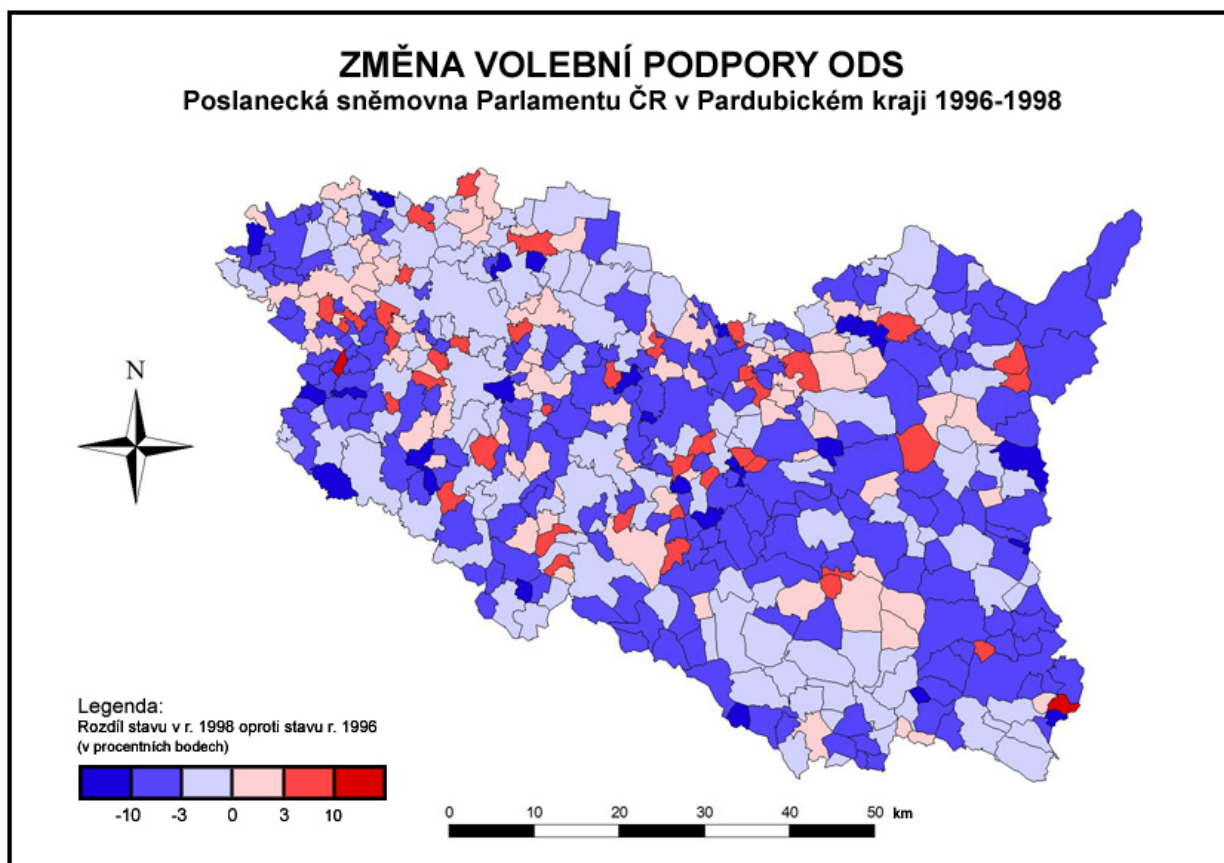 ZMĚNA VOLEBNÍ PODPORY ODS
Poslanecká sněmovna Parlamentu ČR v Pardubickém kraji 1996-1998
N
Legenda:
Rozdíl stavu v r. 1998 oproti stavu r. 1996
(v procentních bodech)
-10 -3 0 3 10
0 10 20 30 40 50 km